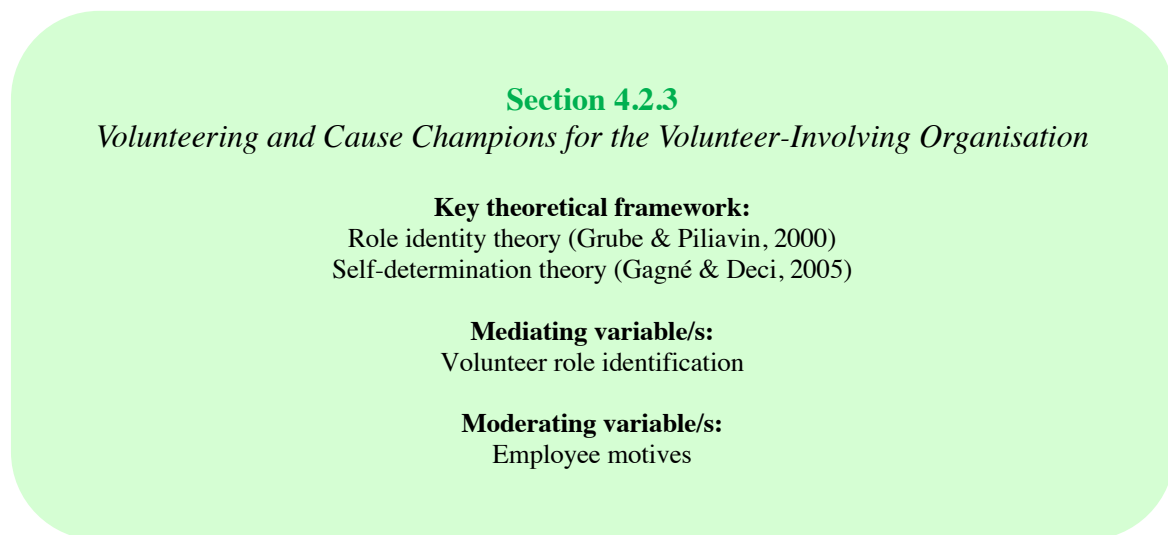 Section 4.2.3
Volunteering and Cause Champions for the Volunteer-Involving Organisation
Key theoretical framework:
Role identity theory (Grube & Piliavin, 2000)
Self-determination theory (Gagné & Deci, 2005)
Mediating variable/s:
Volunteer role identification
Moderating variable/s:
Employee motives